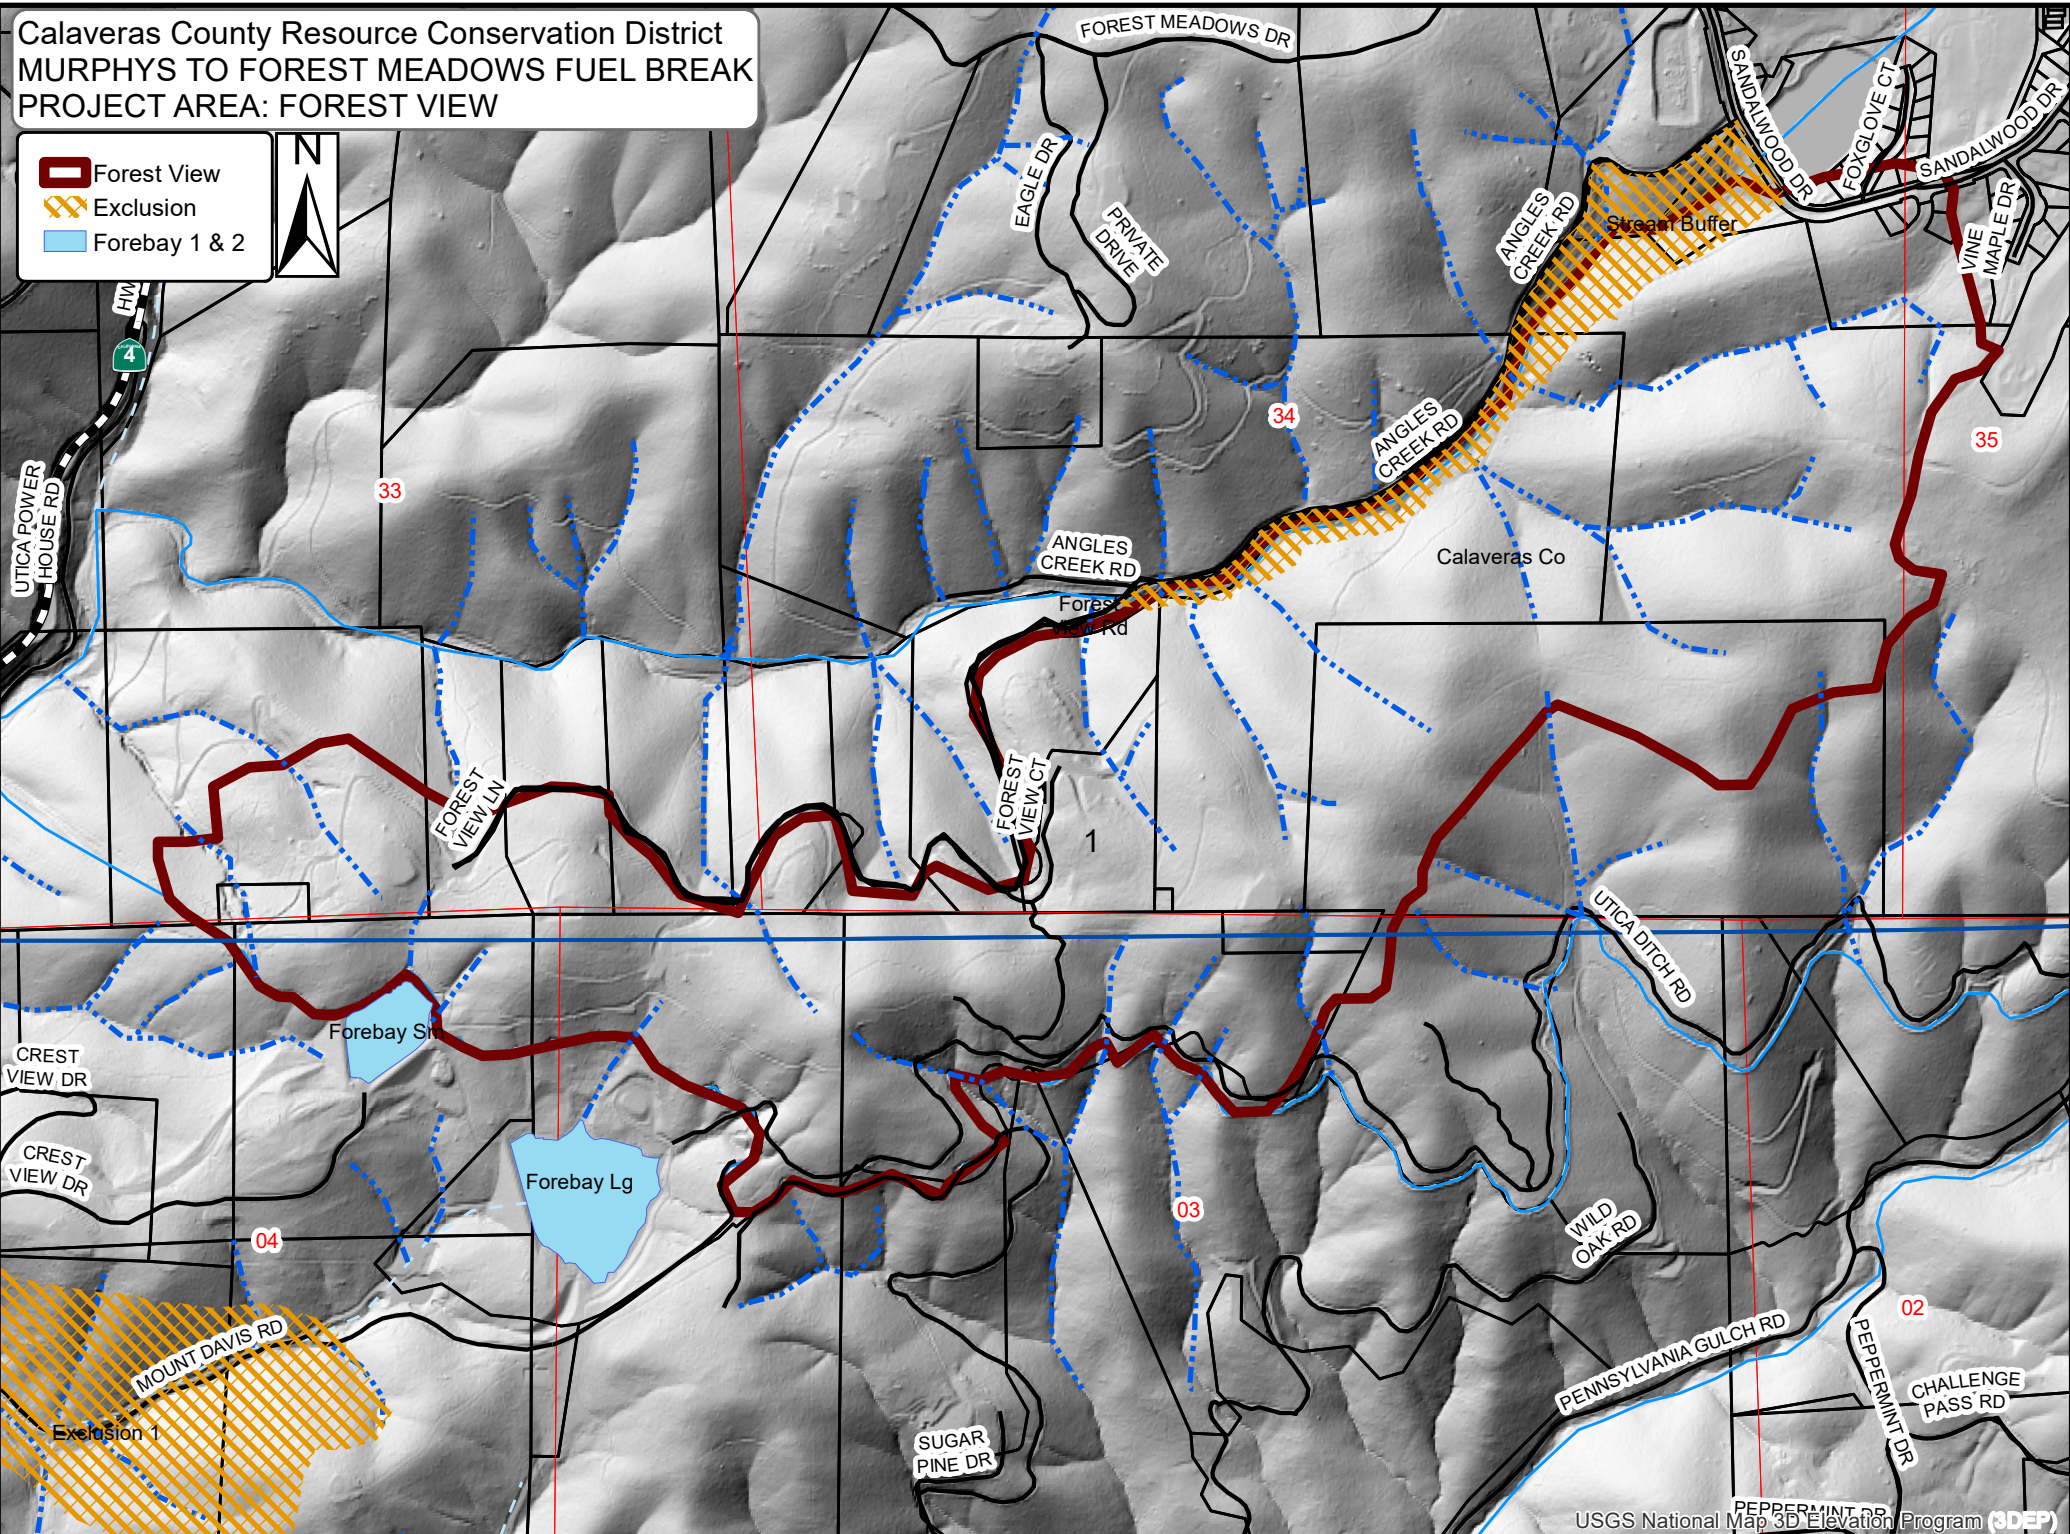 Calaveras County Resource Conservation District
MURPHYS TO FOREST MEADOWS FUEL BREAK
PROJECT AREA: FOREST VIEW
N
Forest View
Exclusion
Forebay 1 & 2
FOREST MEADOWS DR
EAGLE DR
PRIVATE
DRIVE
SANDALWOOD DR
FOXGLOVE CT
SANDALWOOD DR
VINE
MAPLE DR
ANGLES
CREEK RD
Stream Buffer
HW
CALIFORNIA
4
34
35
33
ANGLES
CREEK RD
UTICA POWER
HOUSE RD
ANGLES
CREEK RD
Calaveras Co
Forest
View Rd
FOREST
VIEW LN
FOREST
VIEW CT
1
UTICA DITCH RD
Forebay Sm
CREST
VIEW DR
CREST
VIEW DR
Forebay Lg
03
04
WILD
OAK RD
02
MOUNT DAVIS RD
PENNSYLVANIA GULCH RD
PEPPERMINT DR
CHALLENGE
PASS RD
Exclusion 1
SUGAR
PINE DR
PEPPERMINT DR
USGS National Map 3D Elevation Program (3DEP)